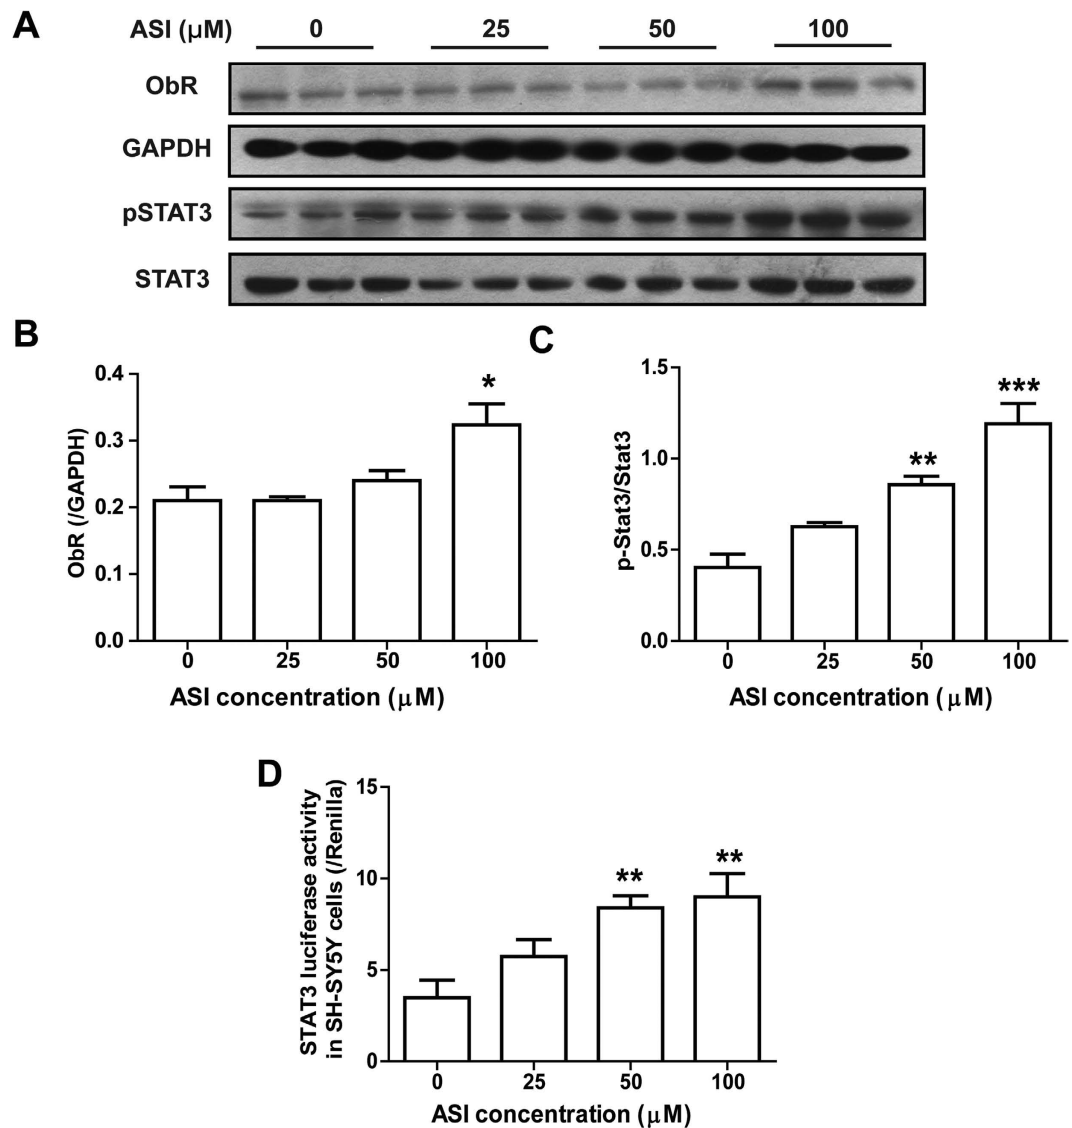 A
ASI (μM) 0 25 50 100
ObR
GAPDH
pSTAT3
STAT3
B
ObR (/GAPDH)
0.4
0.3
0.2
0.1
0.0
*
0 25 50 100
ASI concentration (μM)
C
p-Stat3/Stat3
1.5
1.0
0.5
0.0
**
***
0 25 50 100
ASI concentration (μM)
D
STAT3 luciferase activity
in SH-SY5Y cells (/Renilla)
15
10
5
0
**
**
0 25 50 100
ASI concentration (μM)